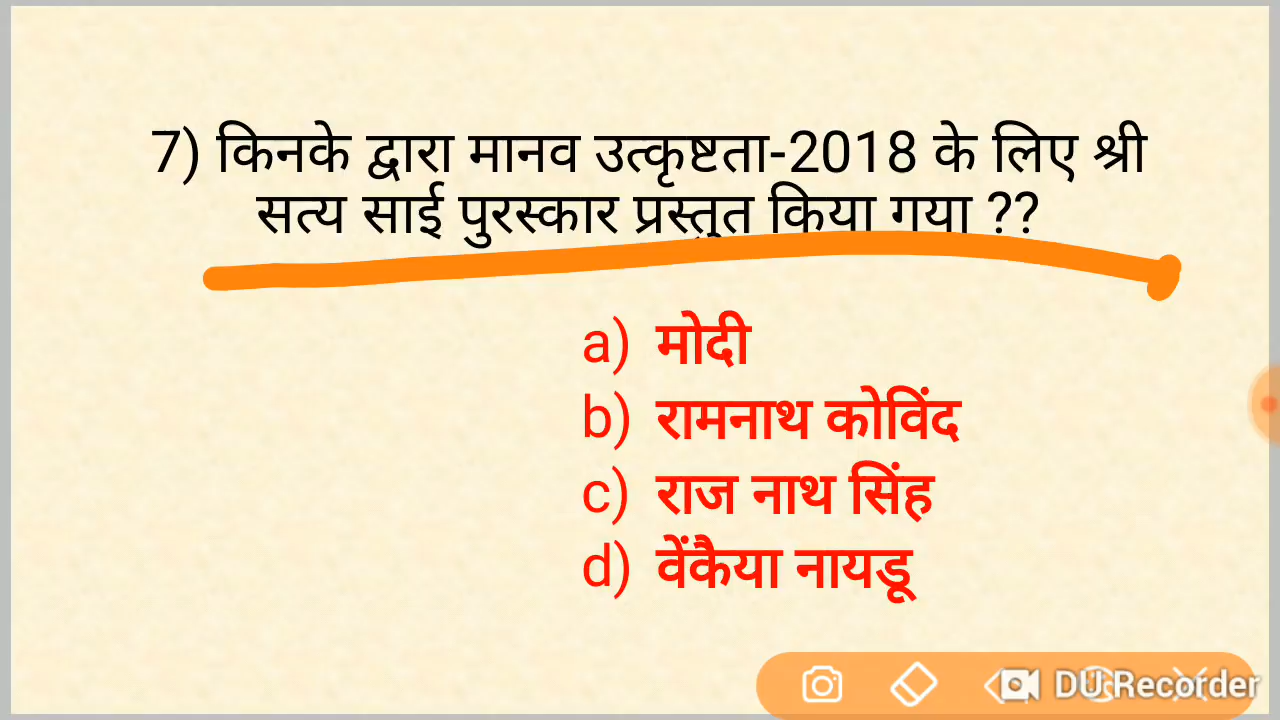 7) किनके द्वारा मानव उत्कृष्टता-2018 के लिए श्री
सत्य साई पुरस्कार प्रस्तुत किया गया ??
a) मोदी
b) रामनाथ कोविंद
c) राज नाथ सिंह
d) वेंकैया नायडू
DU Recorder